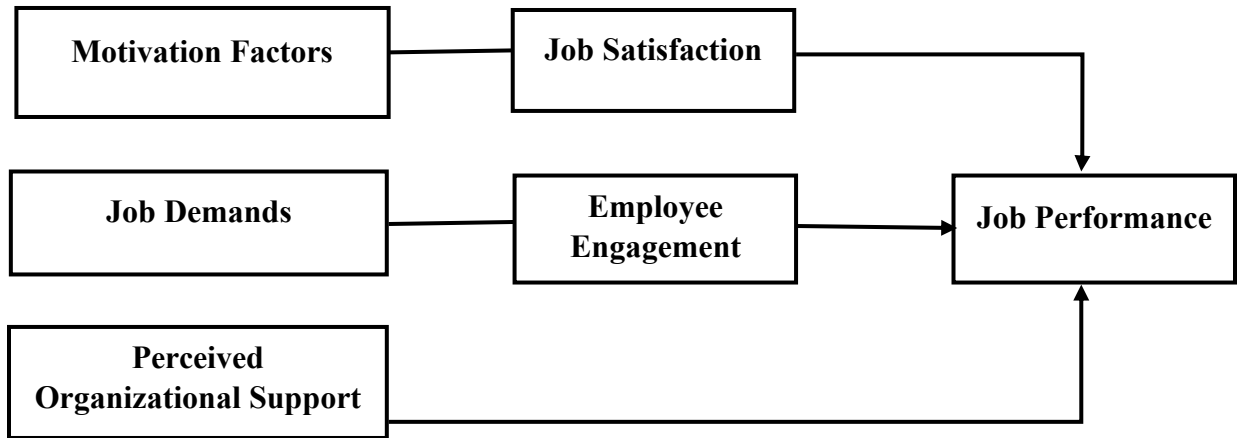 Motivation Factors
Job Satisfaction
Job Demands
Employee
Engagement
Job Performance
Perceived
Organizational Support